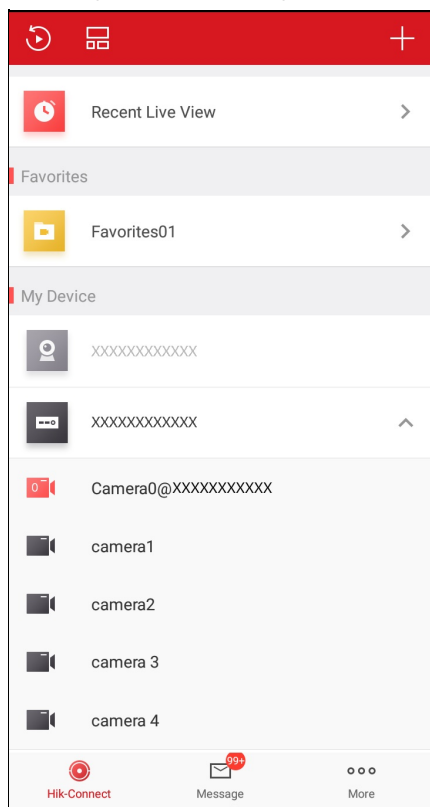 Recent Live View
Favorites
Favorites01
My Device
XXXXXXXXXXXX
XXXXXXXXXXXX
0 Camera0@XXXXXXXXXXX
camera1
camera2
camera 3
camera 4
99+
Hik-Connect Message More